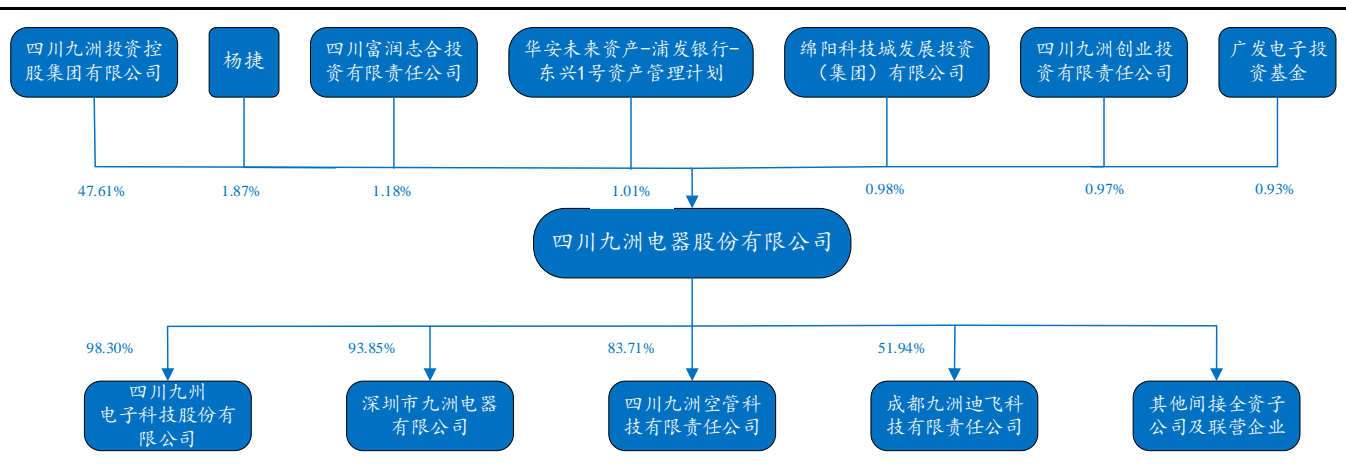 四川九洲投资控
股集团有限公司
杨捷
四川富润志合投
资有限责任公司
华安未来资产-浦发银行-
东兴1号资产管理计划
绵阳科技城发展投资
（集团）有限公司
四川九洲创业投
资有限责任公司
广发电子投
资基金
47.61%
1.87%
1.18%
1.01%
0.98%
0.97%
0.93%
四川九洲电器股份有限公司
98.30%
93.85%
83.71%
51.94%
四川九州
电子科技股份有
限公司
深圳市九洲电器
有限公司
四川九洲空管科
技有限责任公司
成都九洲迪飞科
技有限责任公司
其他间接全资子
公司及联营企业